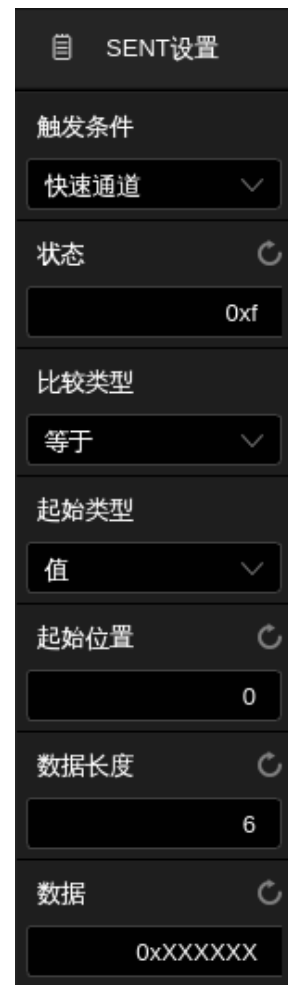 SENT设置
触发条件
快速通道
状态
0xf
比较类型
等于
起始类型
值
起始位置
0
数据长度
6
数据
0xXXXXXX